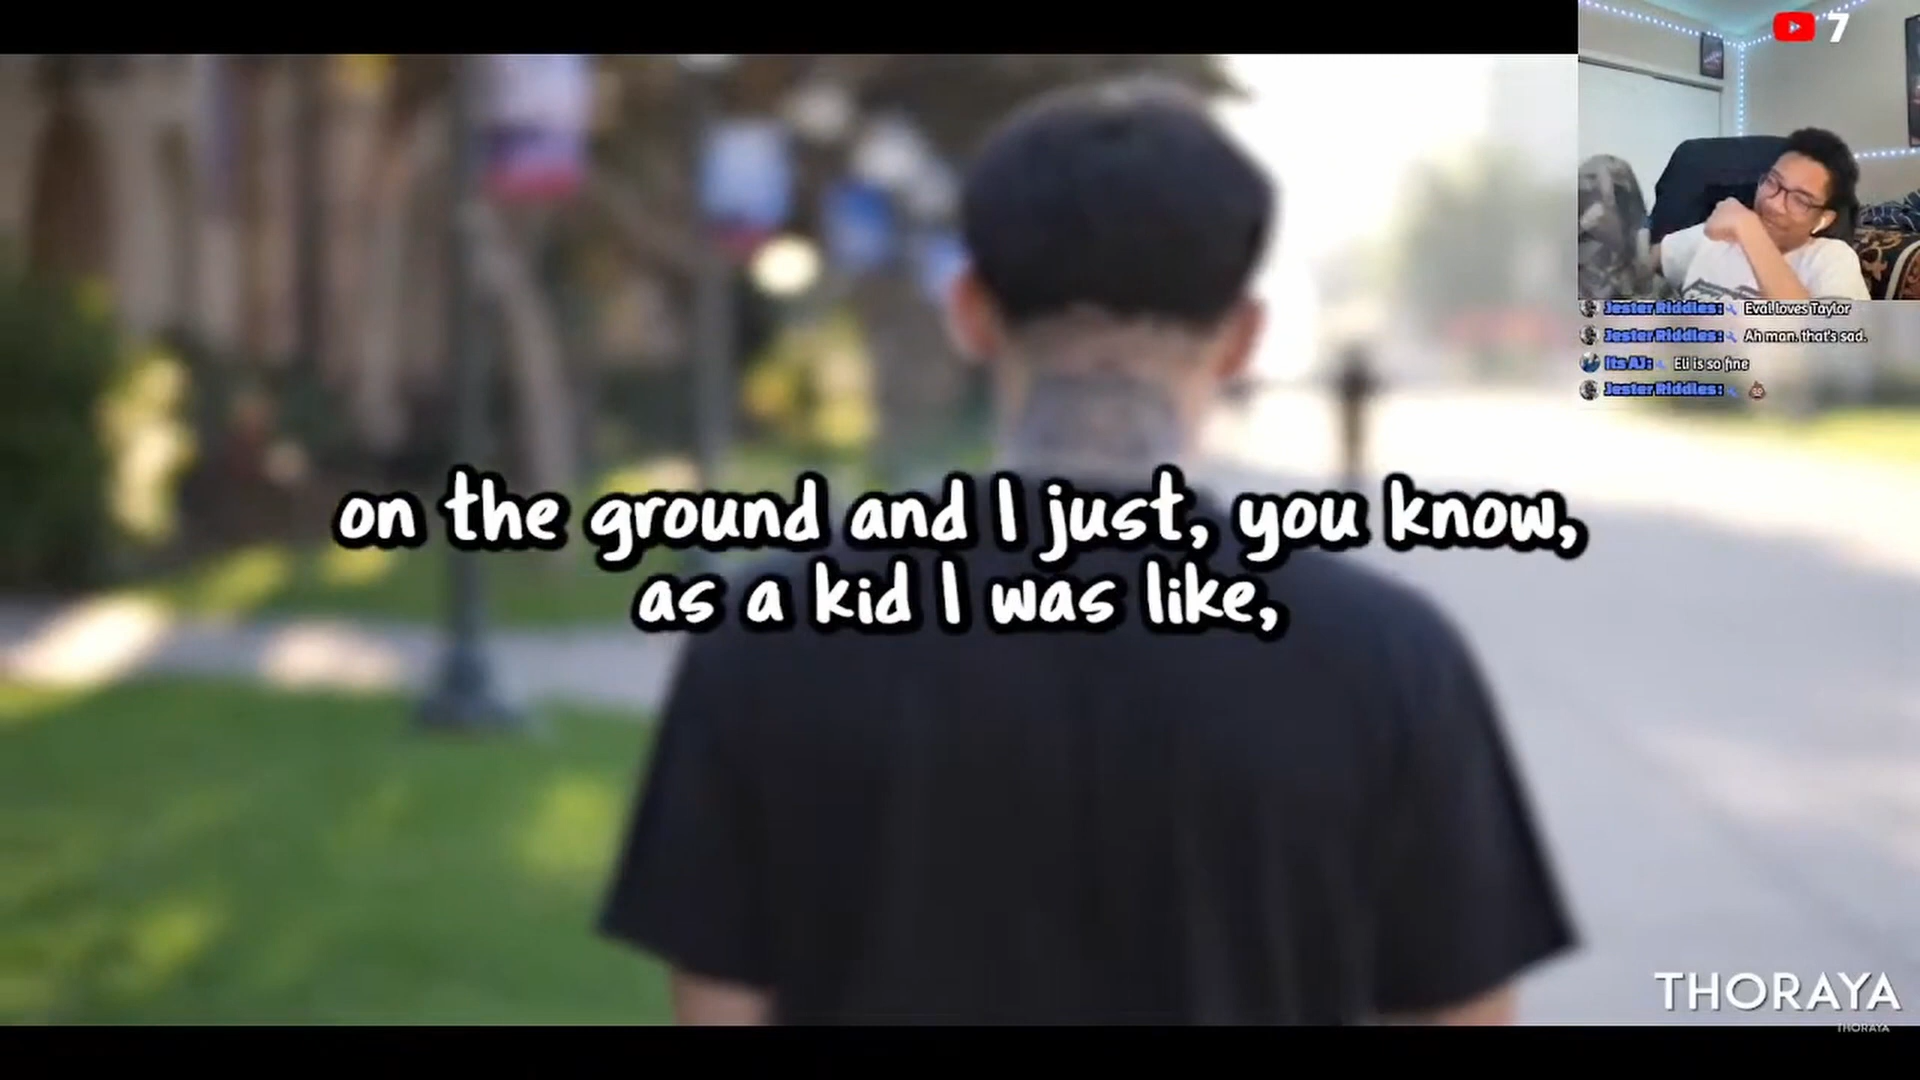 7
Jester Riddles: Eval loves Taylor
Jester Riddles: Ah man. that's sad.
Its AJ: Eli is so fine
Jester Riddles: 💩
on the ground and I just, you know,
as a kid I was like,
THORAYA
THORAYA